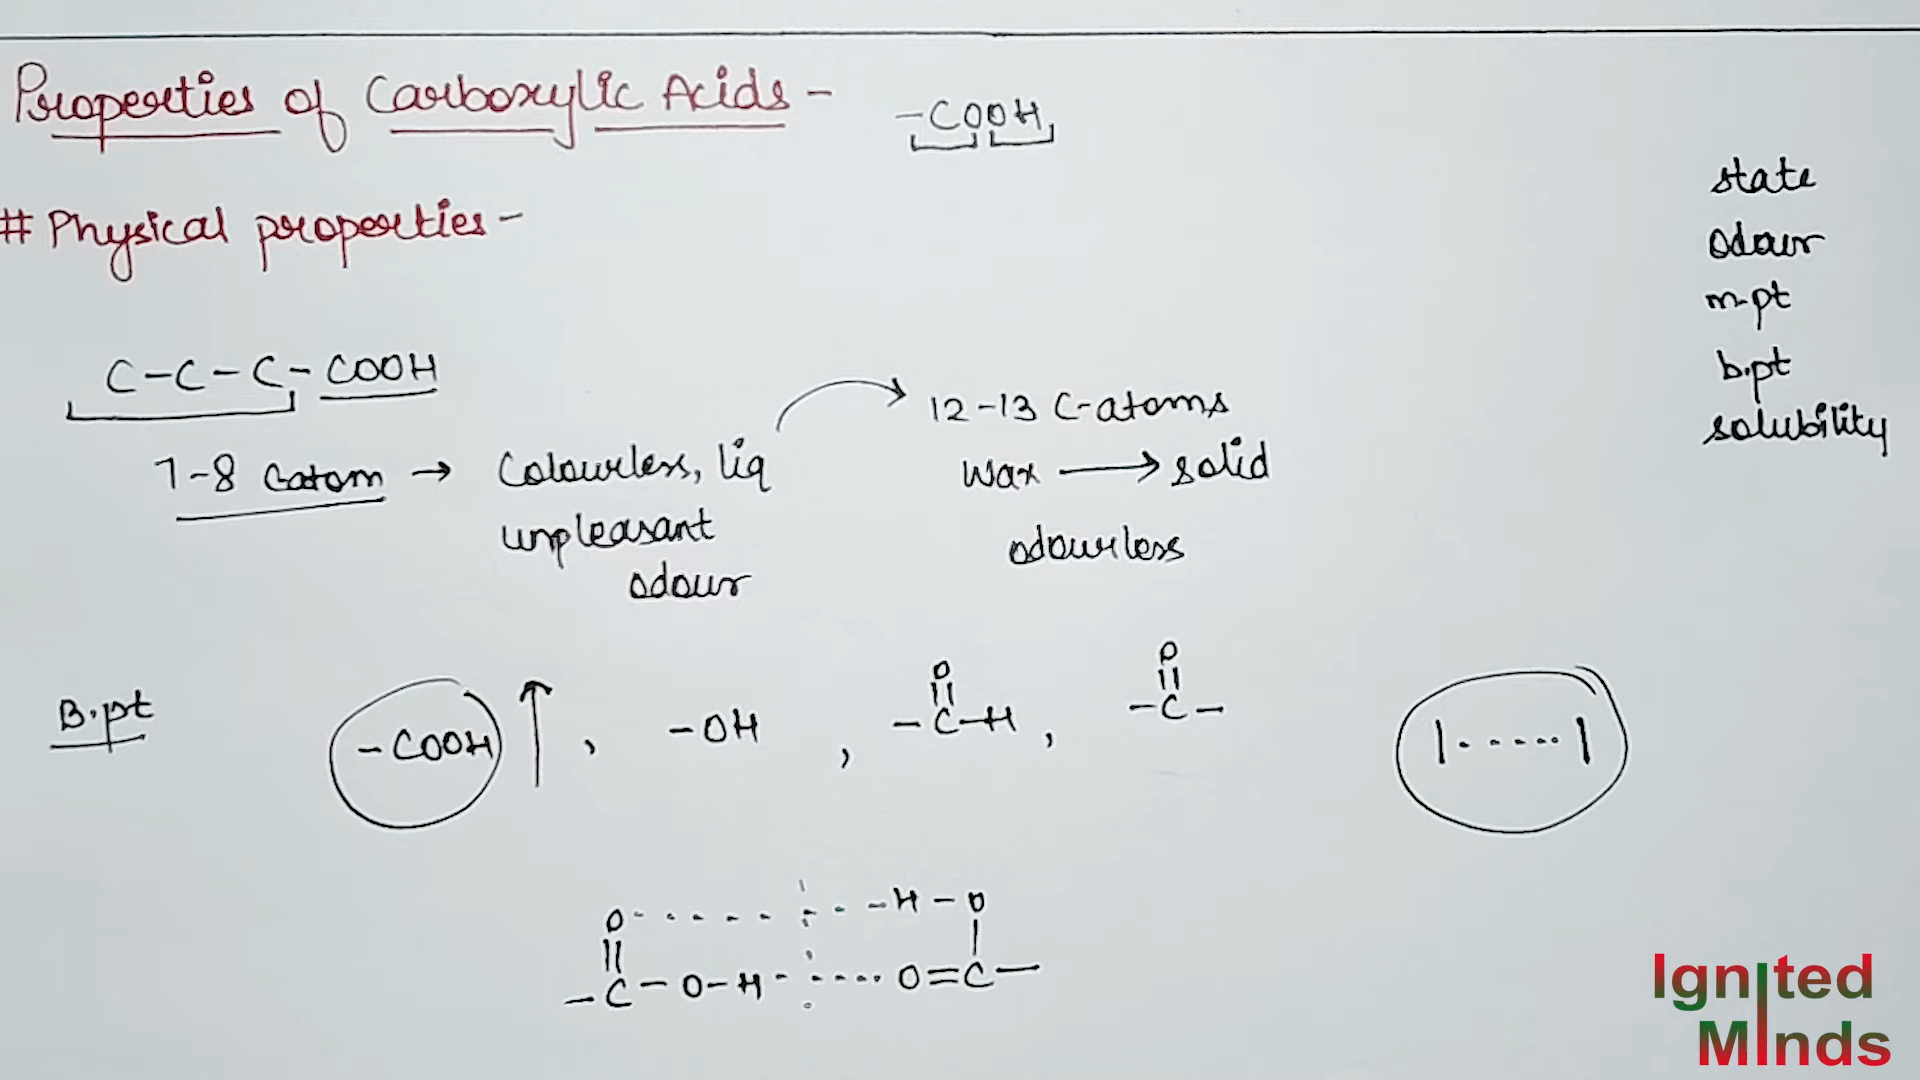 Properties of Carboxylic Acids -
-COOH
# Physical properties -
state
odour
m.pt
b.pt
solubility
C-C-C-COOH
7-8 C-atom → Colourless, liq
unpleasant
odour
12-13 C-atoms
wax → solid
odourless
B.pt
-COOH ↑ , -OH , -C-H , -C-
O O
|.....|
O ...... -H-O
-C-O-H- ..... O=C-
Ignited
Minds